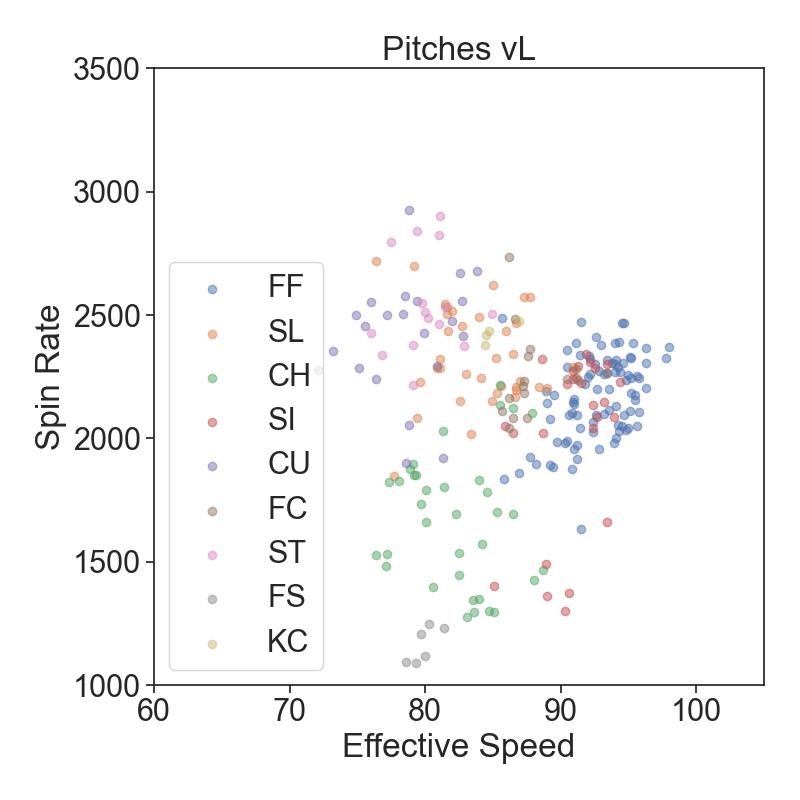 Pitches vL
3500
3000
2500
2000
1500
1000
Spin Rate
FF
SL
CH
SI
CU
FC
ST
FS
KC
60 70 80 90 100
Effective Speed